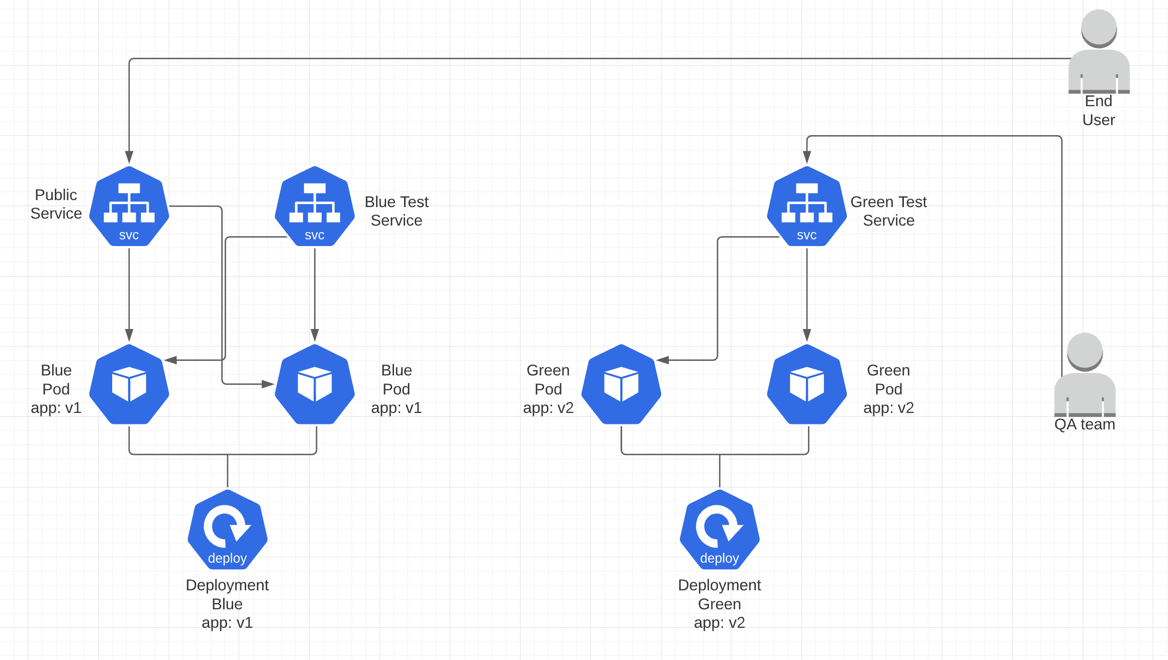 End
User
Public
Service
svc
svc
Blue Test
Service
svc
Green Test
Service
Blue
Pod
app: v1
Blue
Pod
app: v1
Green
Pod
app: v2
Green
Pod
app: v2
QA team
deploy
Deployment
Blue
app: v1
deploy
Deployment
Green
app: v2